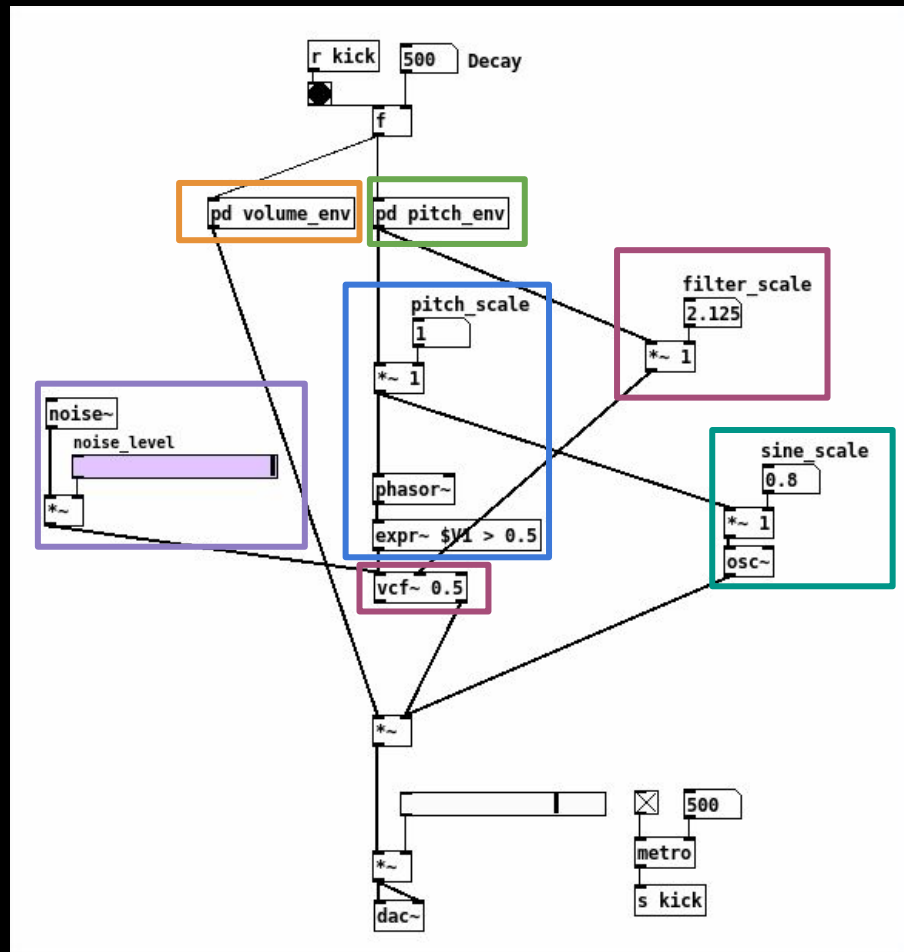 r kick
500 Decay
f
pd volume_env
pd pitch_env
filter_scale
2.125
*~ 1
pitch_scale
1
*~ 1
noise~
noise_level
*~
sine_scale
0.8
*~ 1
osc~
phasor~
expr~ $V1 > 0.5
vcf~ 0.5
*~
500
metro
*~
s kick
dac~